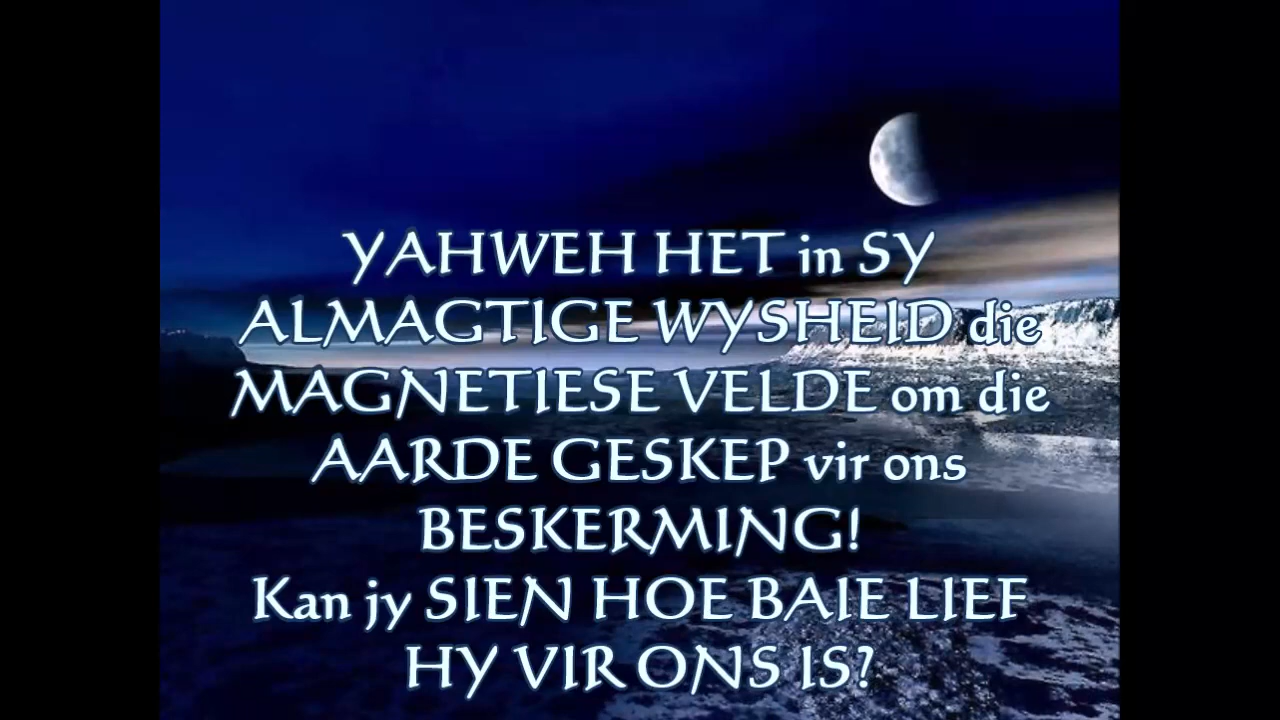 YAHWEH HET in SY
ALMAGTIGE WYSHEID die
MAGNETIESE VELDE om die
AARDE GESKEP vir ons
BESKERMING!
Kan jy SIEN HOE BAIE LIEF
HY VIR ONS IS?